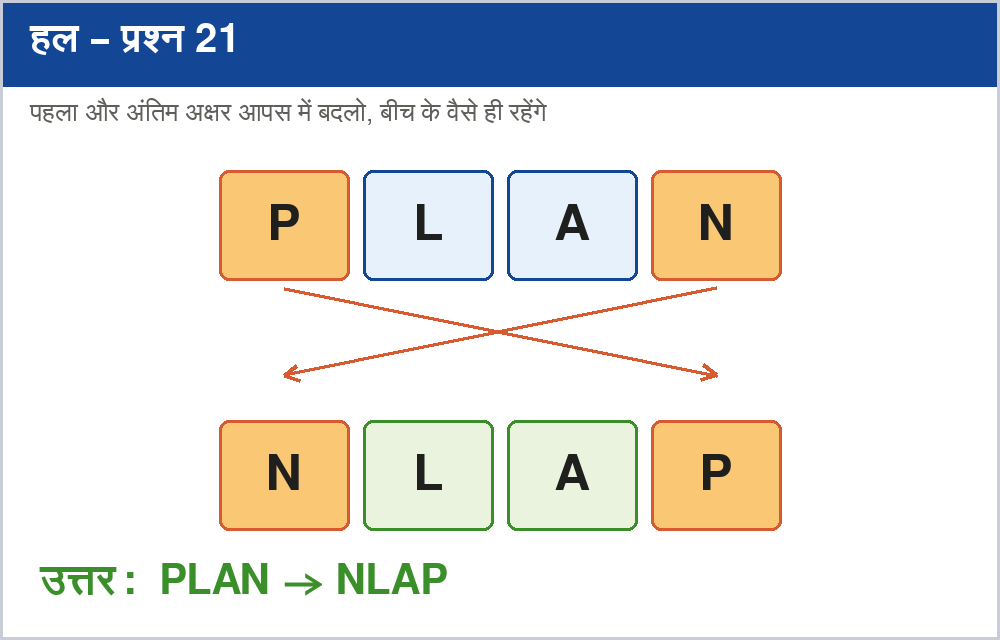 हल – प्रश्न 21
पहला और अंतिम अक्षर आपस में बदलो, बीच के वैसे ही रहेंगे
P L A N
N L A P
उत्तर : PLAN → NLAP